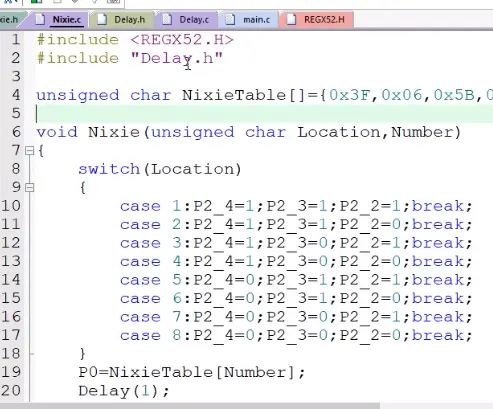 xie.h Nixie.c Delay.h Delay.c main.c REGX52.H
1 #include <REGX52.H>
2 #include "Delay.h"
3
4 unsigned char NixieTable[]={0x3F,0x06,0x5B,0
5
6 void Nixie(unsigned char Location,Number)
7 {
8 switch(Location)
9 {
10 case 1:P2_4=1;P2_3=1;P2_2=1;break;
11 case 2:P2_4=1;P2_3=1;P2_2=0;break;
12 case 3:P2_4=1;P2_3=0;P2_2=1;break;
13 case 4:P2_4=1;P2_3=0;P2_2=0;break;
14 case 5:P2_4=0;P2_3=1;P2_2=1;break;
15 case 6:P2_4=0;P2_3=1;P2_2=0;break;
16 case 7:P2_4=0;P2_3=0;P2_2=1;break;
17 case 8:P2_4=0;P2_3=0;P2_2=0;break;
18 }
19 P0=NixieTable[Number];
20 Delay(1);